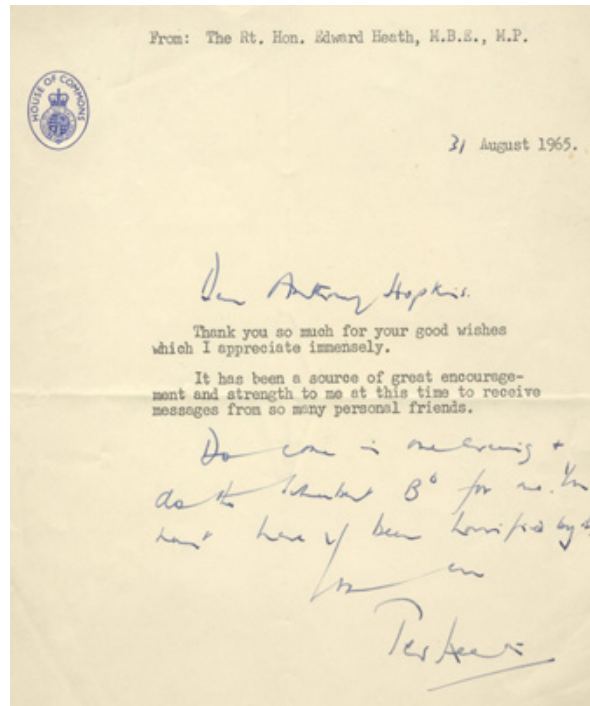 From: The Rt. Hon. Edward Heath, M.B.E., M.P.
HOUSE OF COMMONS
31 August 1965.
Dear Antony Hopkins.
Thank you so much for your good wishes
which I appreciate immensely.
It has been a source of great encourage-
ment and strength to me at this time to receive
messages from so many personal friends.
Do come in one evening +
do the Schubert B♭ for me. You
must have been horrified by
Ted Heath